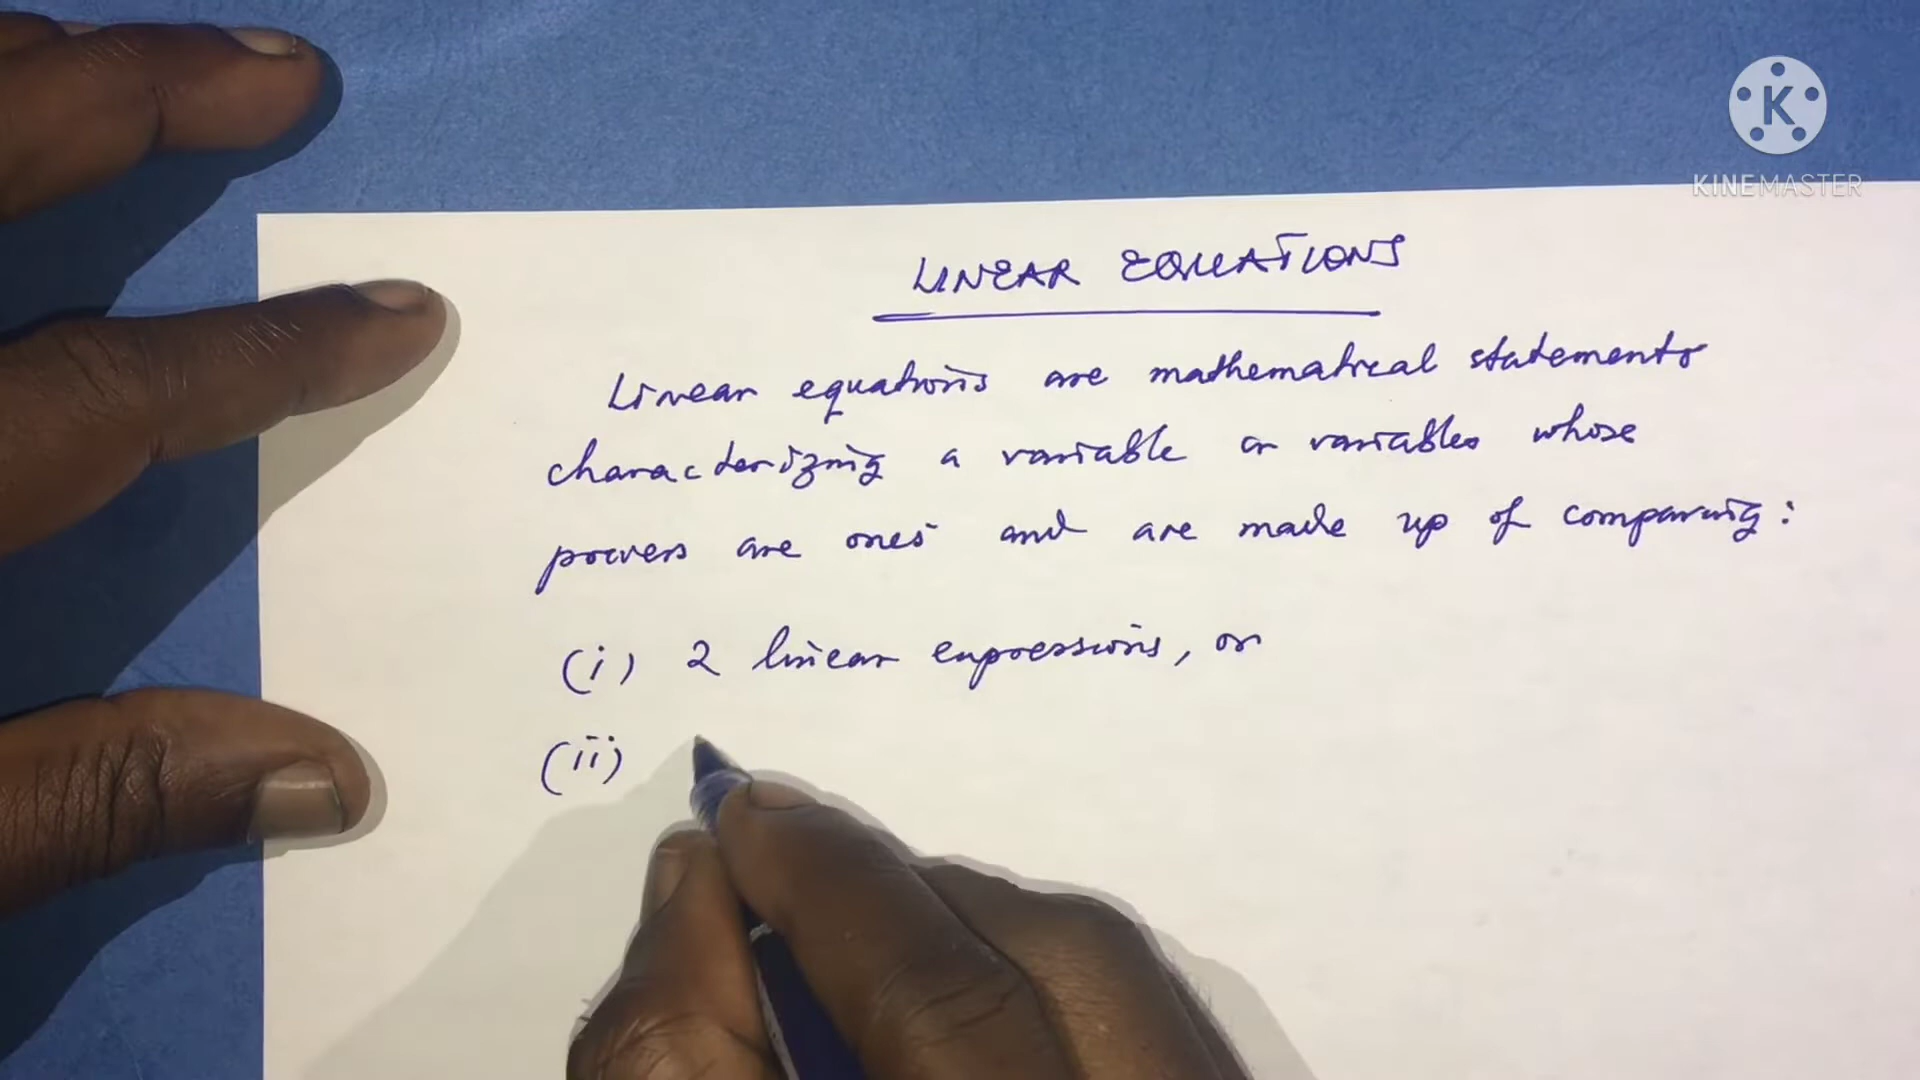 K
KINEMASTER
LINEAR EQUATIONS
Linear equations are mathematical statements
characterizing a variable or variables whose
powers are ones and are made up of comparing:
(i) 2 linear expressions, or
(ii)